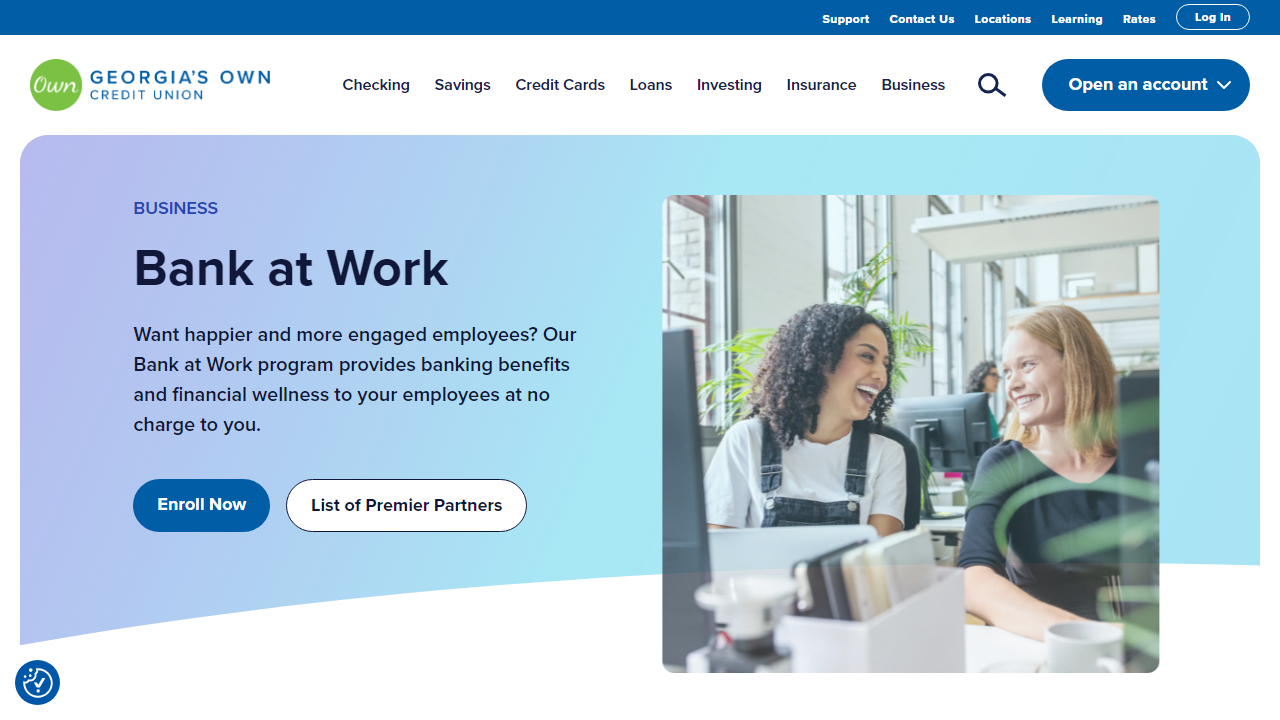 Support Contact Us Locations Learning Rates Log In
Own GEORGIA'S OWN
CREDIT UNION
Checking Savings Credit Cards Loans Investing Insurance Business Open an account
BUSINESS
Bank at Work
Want happier and more engaged employees? Our
Bank at Work program provides banking benefits
and financial wellness to your employees at no
charge to you.
Enroll Now List of Premier Partners